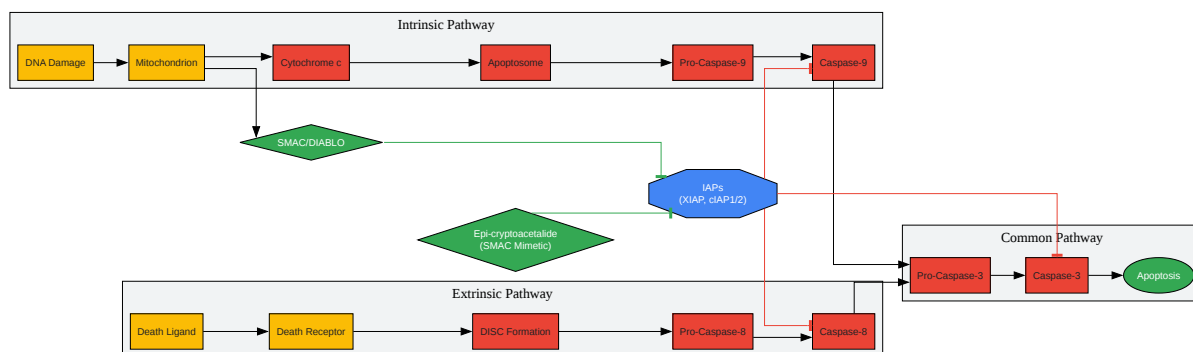 Intrinsic Pathway
DNA Damage
Mitochondrion
Cytochrome c
Apoptosome
Pro-Caspase-9
Caspase-9
SMAC/DIABLO
IAPs
(XIAP, cIAP1/2)
Epi-cryptoacetalide
(SMAC Mimetic)
Common Pathway
Pro-Caspase-3
Caspase-3
Apoptosis
Extrinsic Pathway
Death Ligand
Death Receptor
DISC Formation
Pro-Caspase-8
Caspase-8